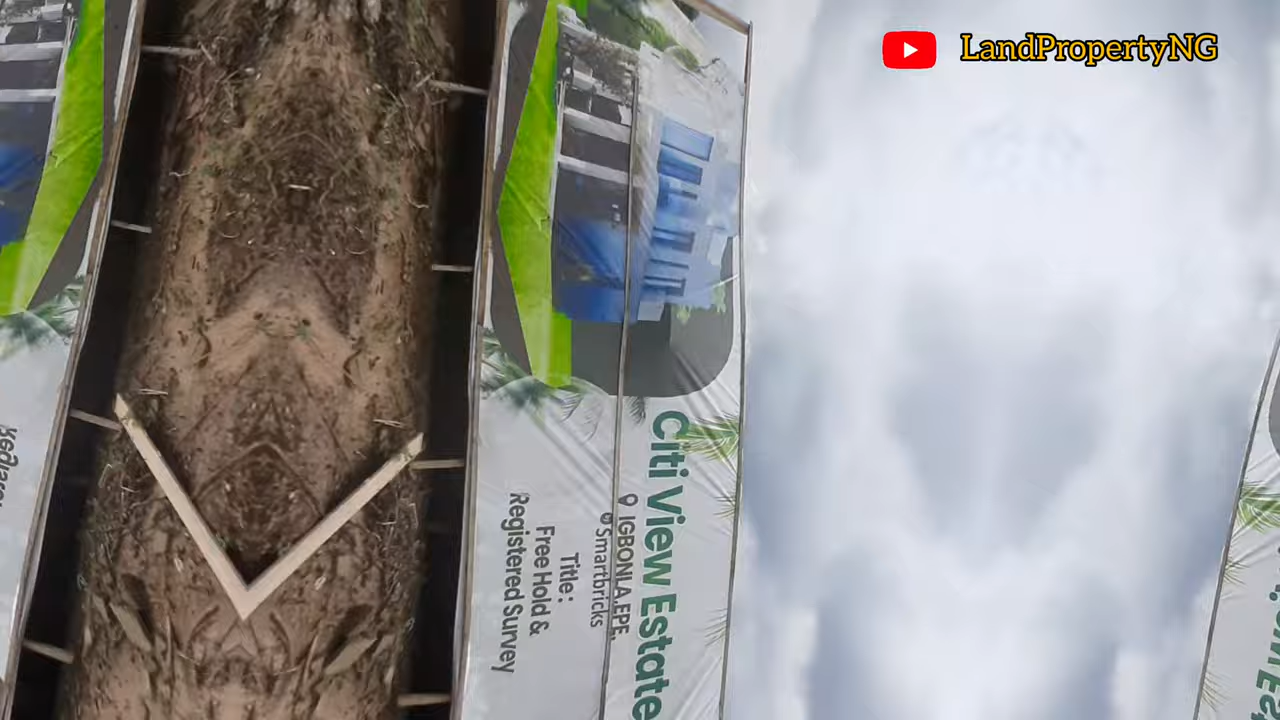 LandPropertyNG
Citi View Estate
IGBONLA,EPE,
Smartbricks
Title:
Free Hold &
Registered Survey